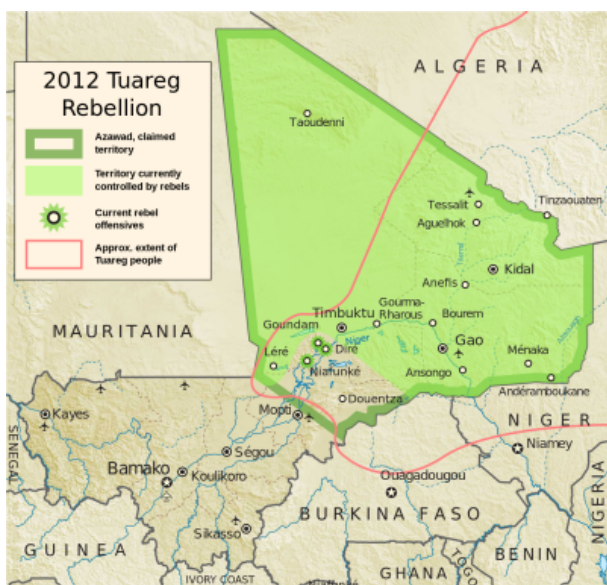 2012 Tuareg
Rebellion
Azawad, claimed
territory
Territory currently
controlled by rebels
Current rebel
offensives
Approx. extent of
Tuareg people
ALGERIA
Taoudenni
Tessalit
Tinzaouaten
Aguelhok
Kidal
Anefis
Timbuktu
Gourma-
Rharous
Bourem
Goundam
MAURITANIA
Niger
Diré
Gao
Léré
Niafunké
Ansongo
Ménaka
Andéramboukane
Douentza
Mopti
Kayes
NIGER
SENEGAL
Ségou
Niamey
Bamako
Koulikoro
Ouagadougou
NIGERIA
Sikasso
BURKINA FASO
GUINEA
BENIN
TOGO
GHANA
IVORY COAST